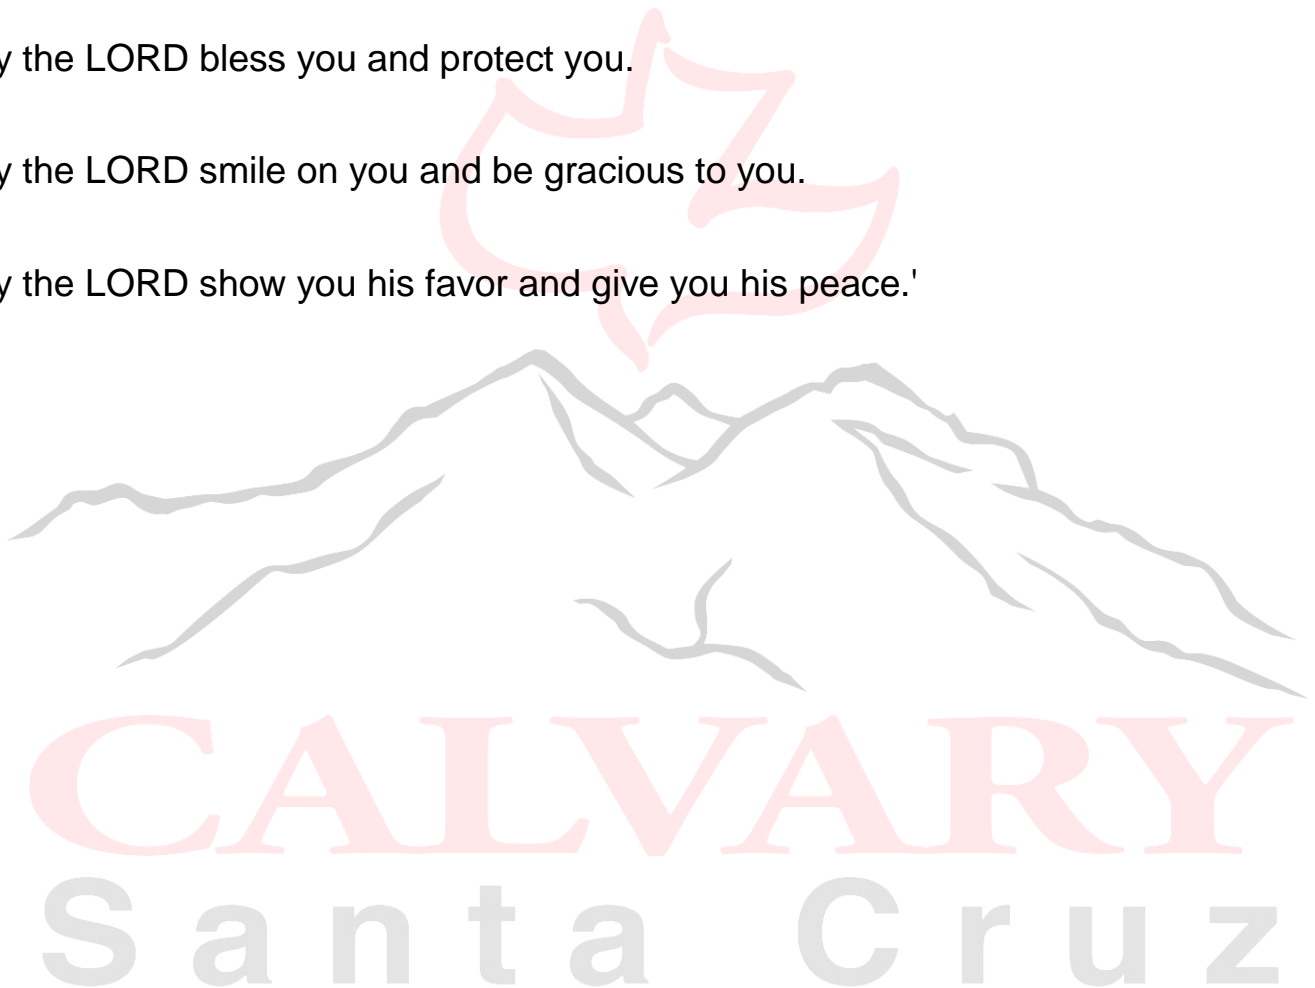 y the LORD bless you and protect you.
y the LORD smile on you and be gracious to you.
y the LORD show you his favor and give you his peace.'
CALVARY
Santa Cruz